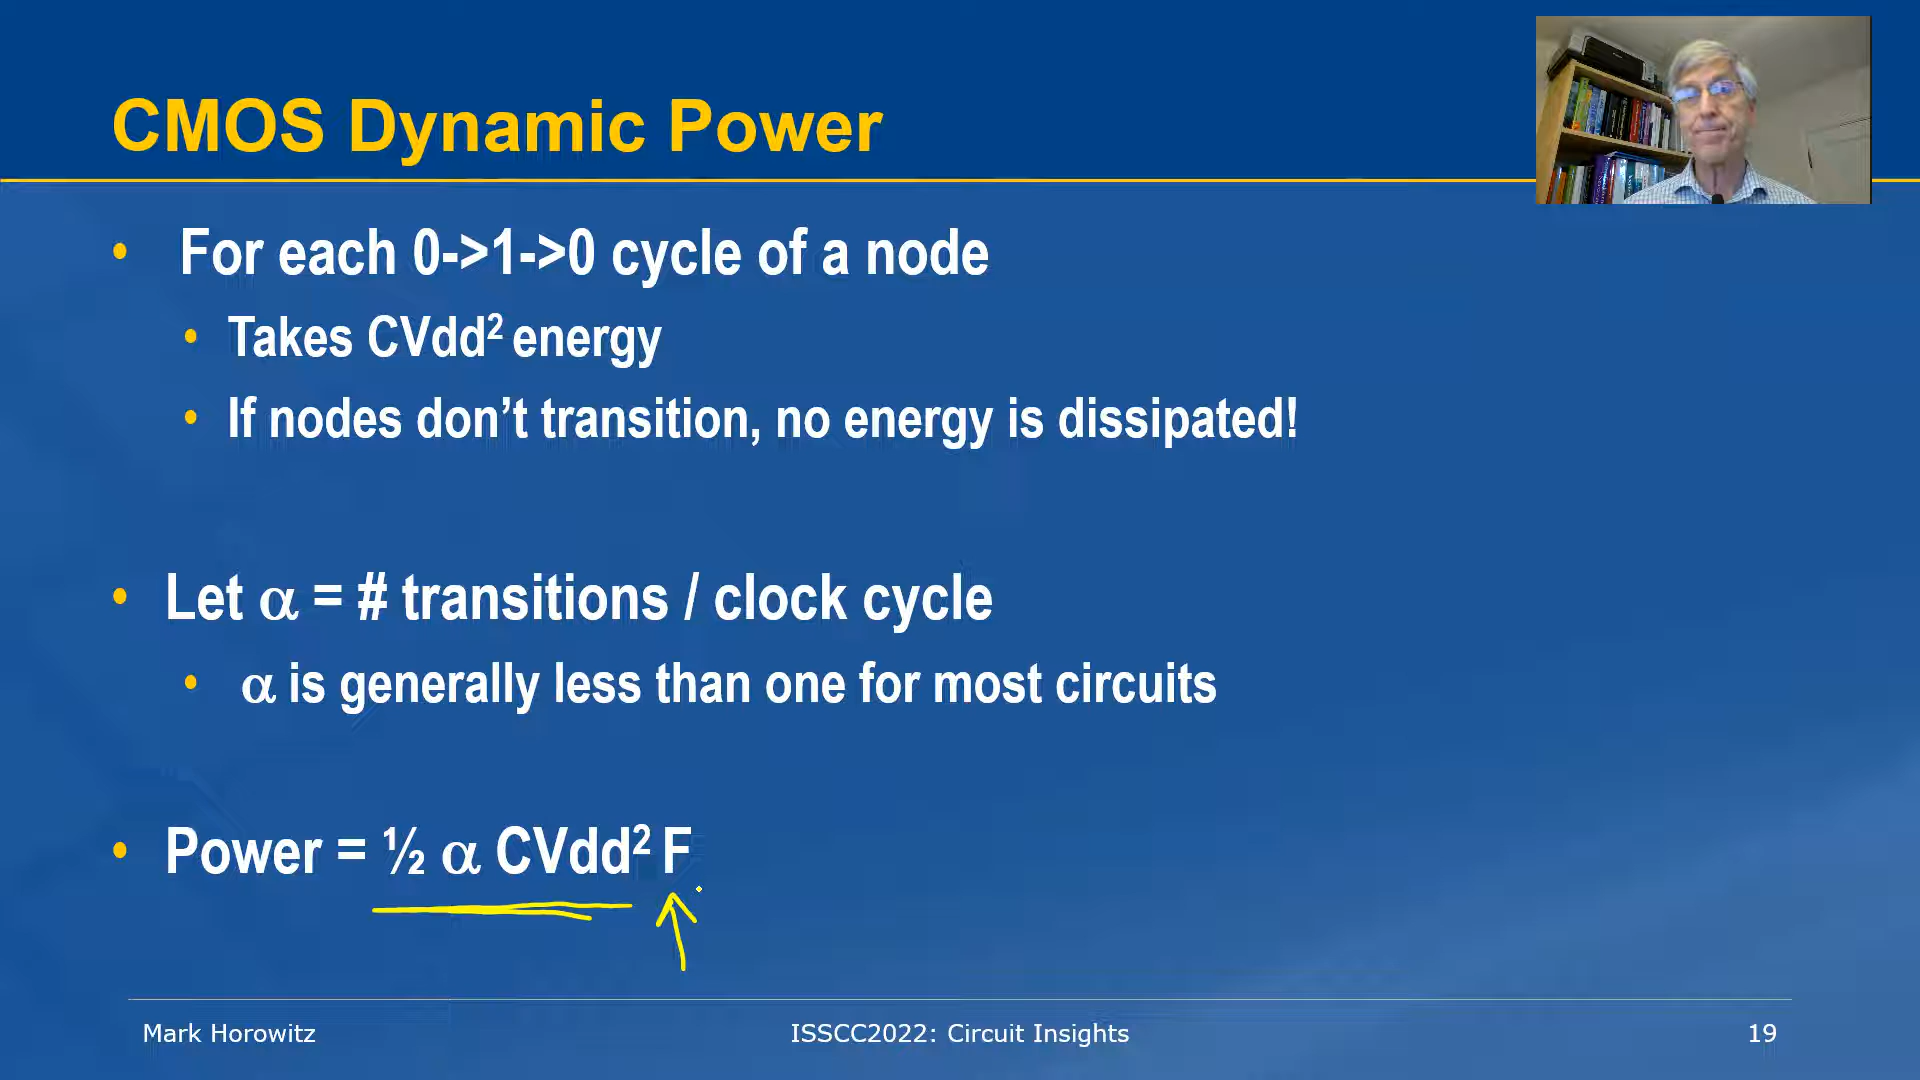 CMOS Dynamic Power
• For each 0->1->0 cycle of a node
• Takes CVdd² energy
• If nodes don’t transition, no energy is dissipated!
• Let α = # transitions / clock cycle
• α is generally less than one for most circuits
• Power = ½ α CVdd² F
Mark Horowitz
ISSCC2022: Circuit Insights
19